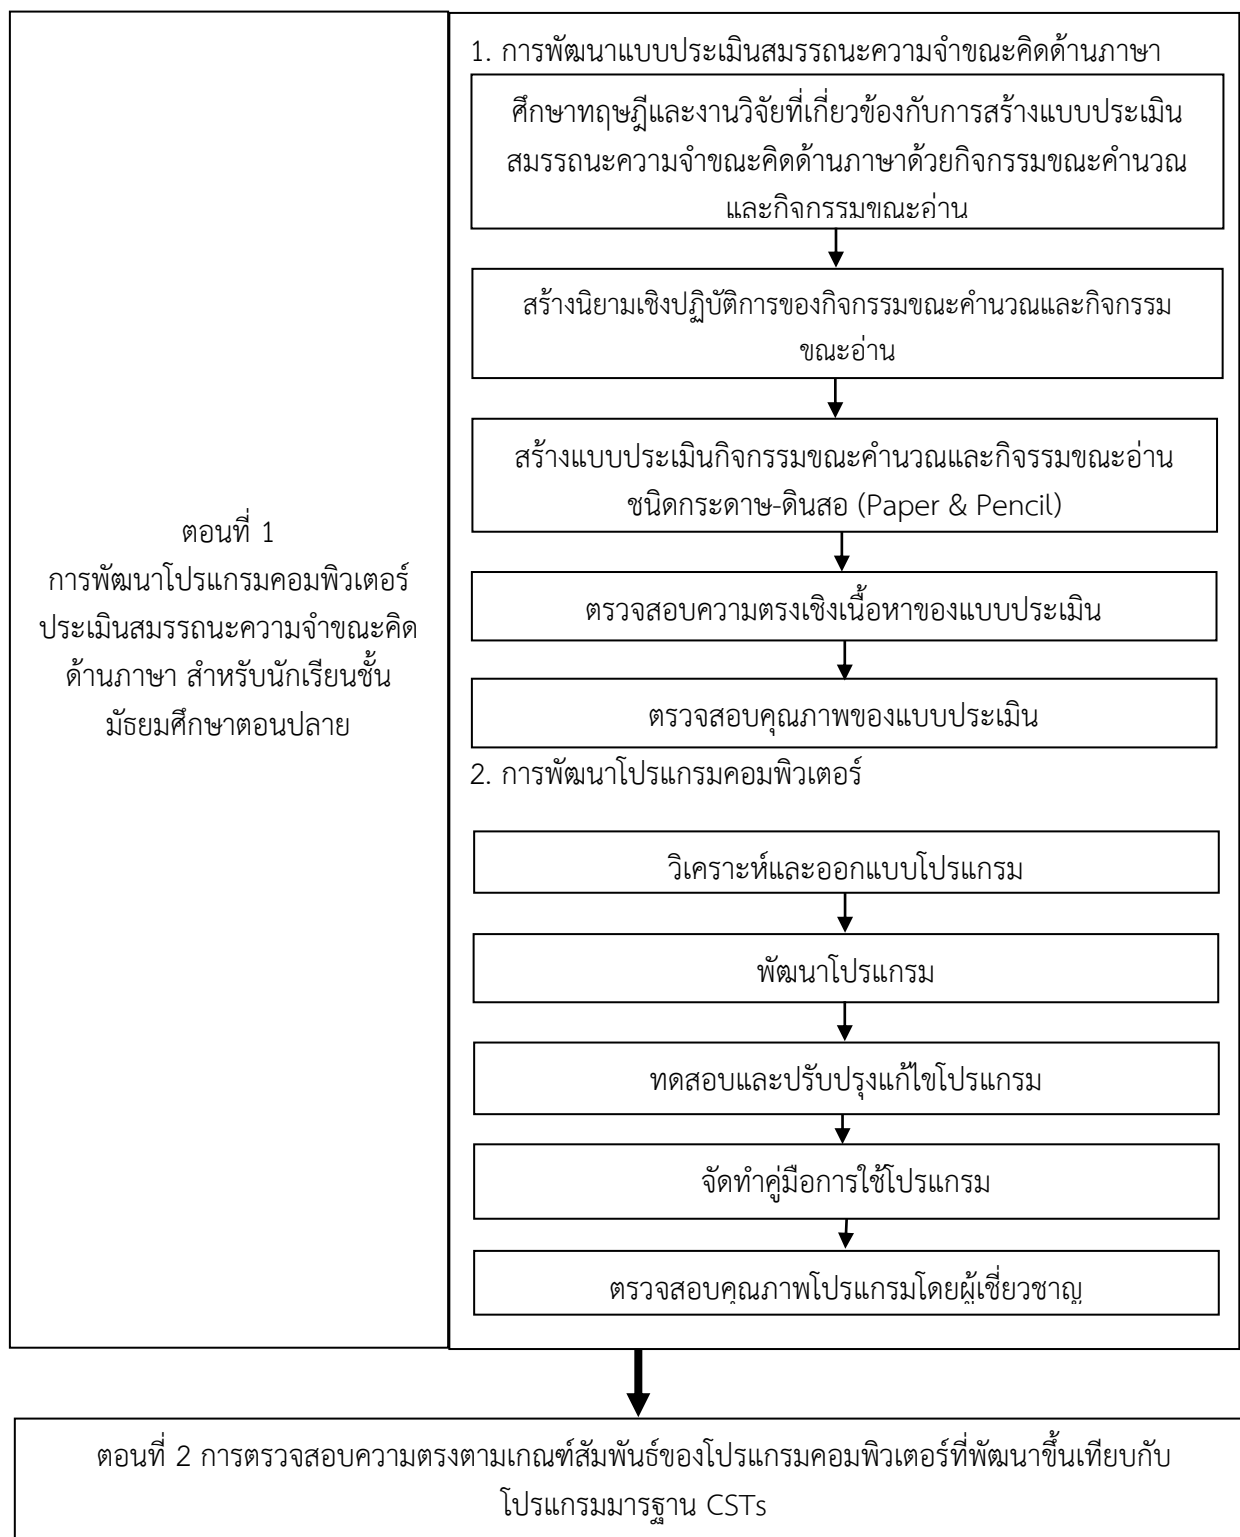 ตอนที่ 1
การพัฒนาโปรแกรมคอมพิวเตอร์
ประเมินสมรรถนะความจำขณะคิด
ด้านภาษา สำหรับนักเรียนชั้น
มัธยมศึกษาตอนปลาย
1. การพัฒนาแบบประเมินสมรรถนะความจำขณะคิดด้านภาษา
ศึกษาทฤษฎีและงานวิจัยที่เกี่ยวข้องกับการสร้างแบบประเมิน
สมรรถนะความจำขณะคิดด้านภาษาด้วยกิจกรรมขณะคำนวณ
และกิจกรรมขณะอ่าน
สร้างนิยามเชิงปฏิบัติการของกิจกรรมขณะคำนวณและกิจกรรม
ขณะอ่าน
สร้างแบบประเมินกิจกรรมขณะคำนวณและกิจรรมขณะอ่าน
ชนิดกระดาษ-ดินสอ (Paper & Pencil)
ตรวจสอบความตรงเชิงเนื้อหาของแบบประเมิน
ตรวจสอบคุณภาพของแบบประเมิน
2. การพัฒนาโปรแกรมคอมพิวเตอร์
วิเคราะห์และออกแบบโปรแกรม
พัฒนาโปรแกรม
ทดสอบและปรับปรุงแก้ไขโปรแกรม
จัดทำคู่มือการใช้โปรแกรม
ตรวจสอบคุณภาพโปรแกรมโดยผู้เชี่ยวชาญ
ตอนที่ 2 การตรวจสอบความตรงตามเกณฑ์สัมพันธ์ของโปรแกรมคอมพิวเตอร์ที่พัฒนาขึ้นเทียบกับ
โปรแกรมมารฐาน CSTs